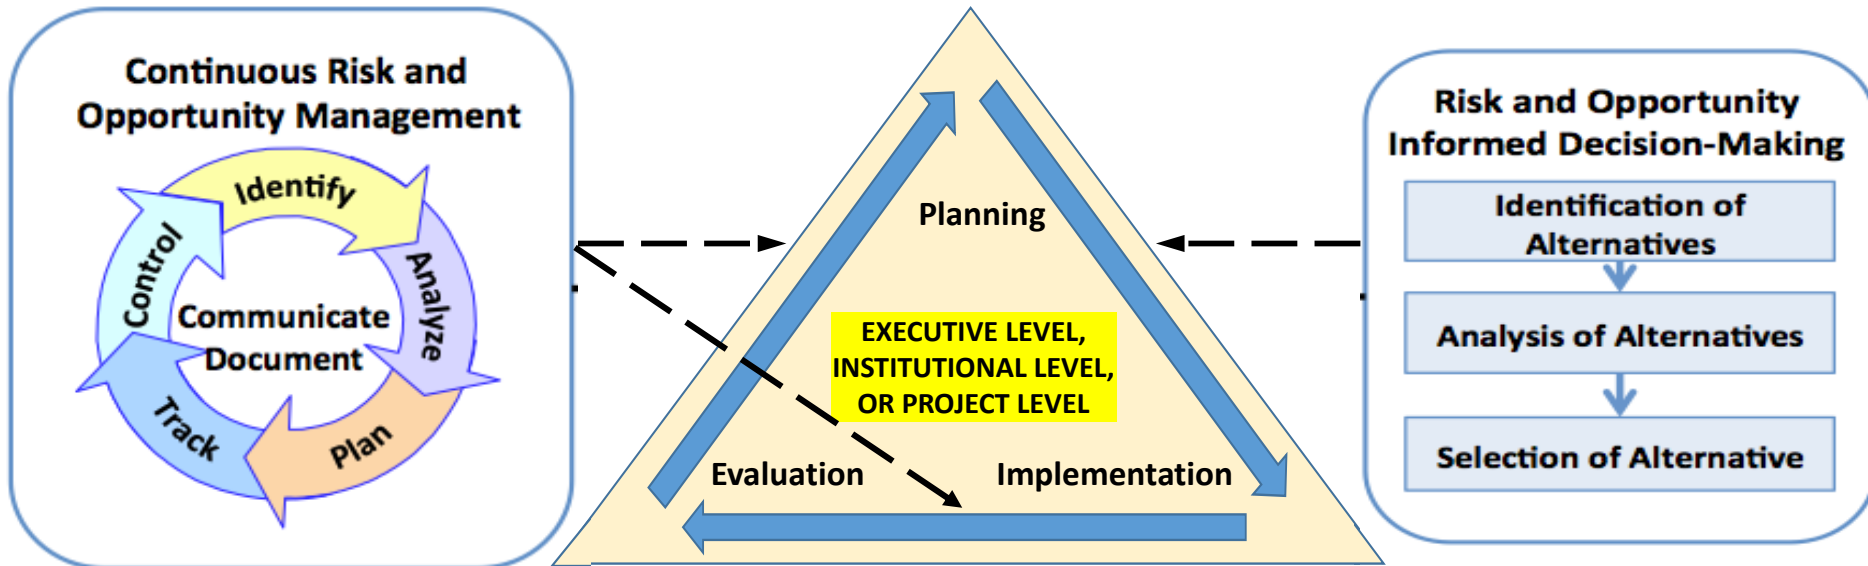 Continuous Risk and
Opportunity Management
Identify
Analyze
Plan
Track
Control
Communicate
Document
Planning
EXECUTIVE LEVEL,
INSTITUTIONAL LEVEL,
OR PROJECT LEVEL
Evaluation
Implementation
Risk and Opportunity
Informed Decision-Making
Identification of
Alternatives
Analysis of Alternatives
Selection of Alternative